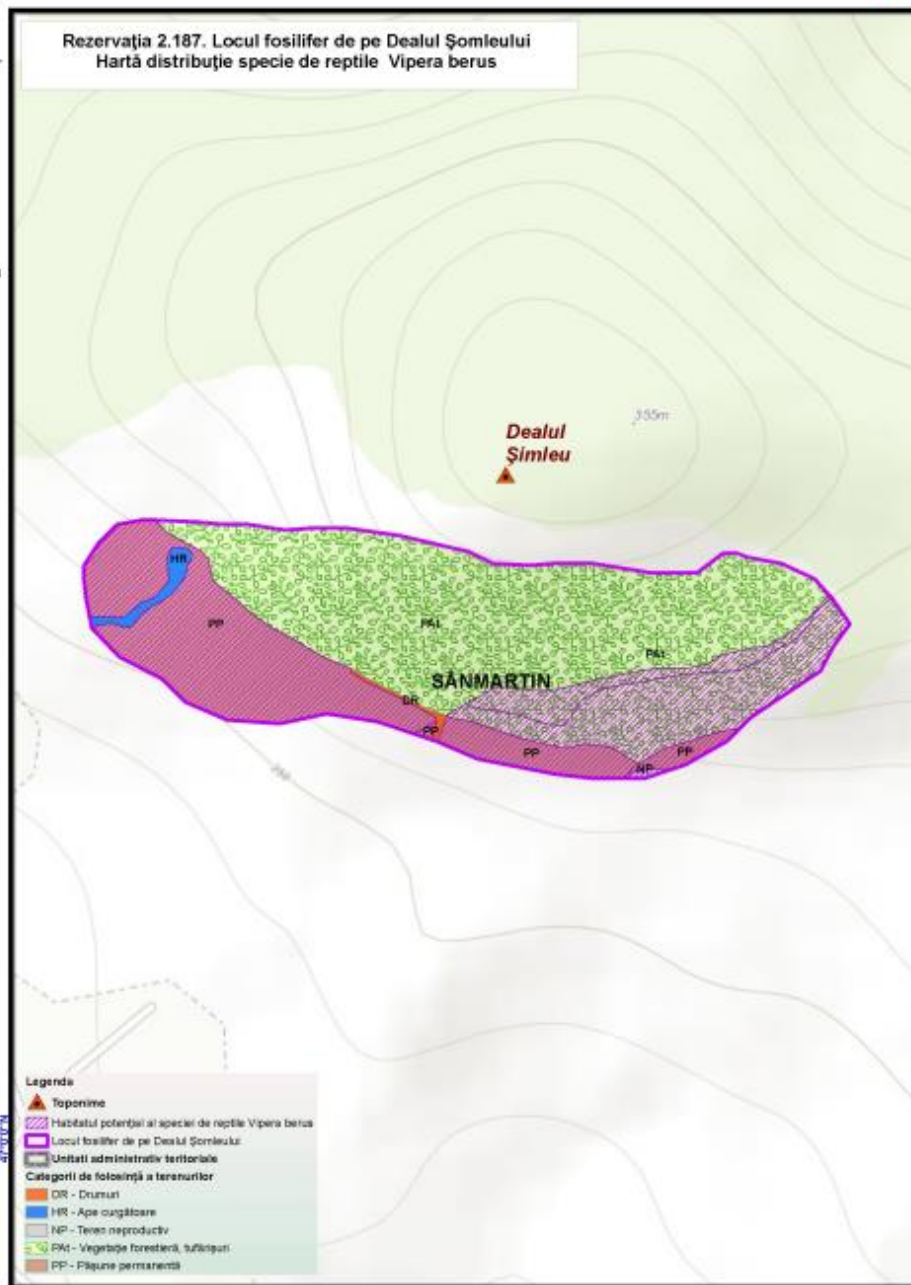 Rezervaţia 2.187. Locul fosilifer de pe Dealul Şomleului
Hartă distribuţie specie de reptile Vipera berus
Dealul
Şimleu
HR
PP
PAt
PAt
SÂNMARTIN
DR
PP
PP
PP
NP
Legenda
Toponime
Habitatul potenţial al speciei de reptile Vipera berus
Locul fosilifer de pe Dealul Şomleului
Unitati administrativ teritoriale
Categorii de folosinţă a terenurilor
DR - Drumuri
HR - Ape curgătoare
NP - Teren neproductiv
PAt - Vegetaţie forestieră, tufărişuri
PP - Păşune permanentă
47°0'0"N